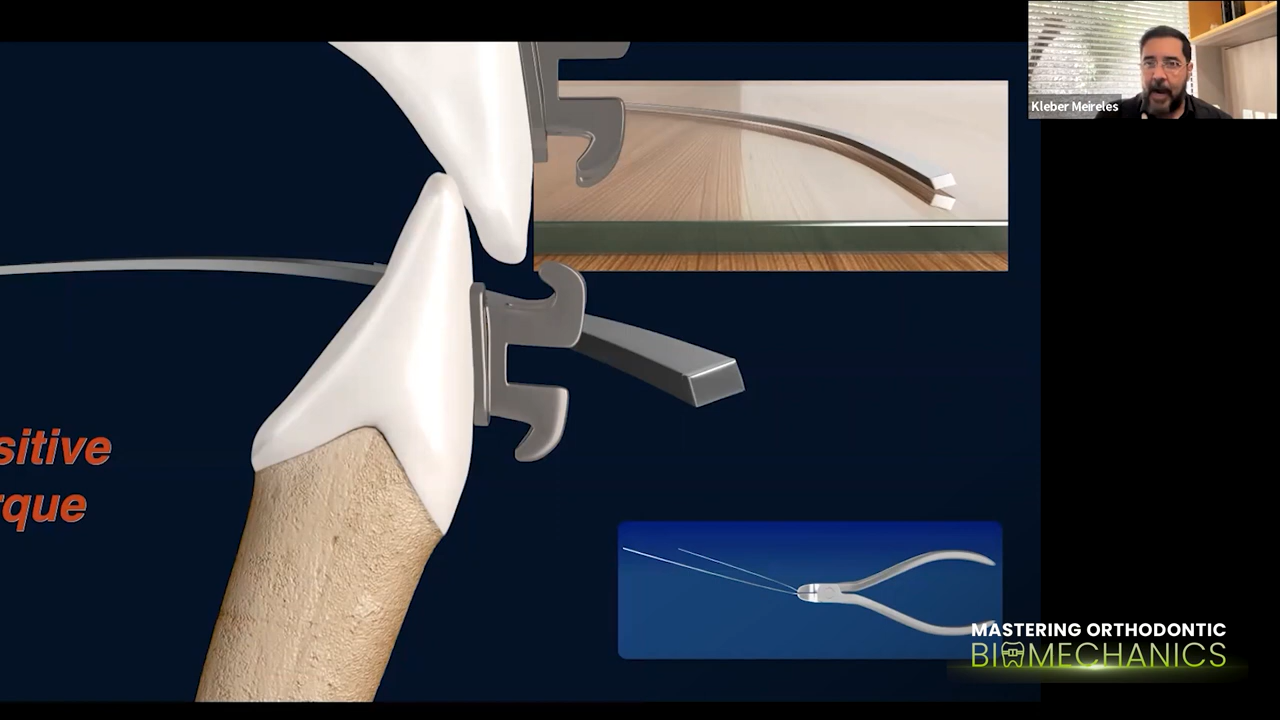 Kleber Meireles
sitive
rque
MASTERING ORTHODONTIC
BIOMECHANICS